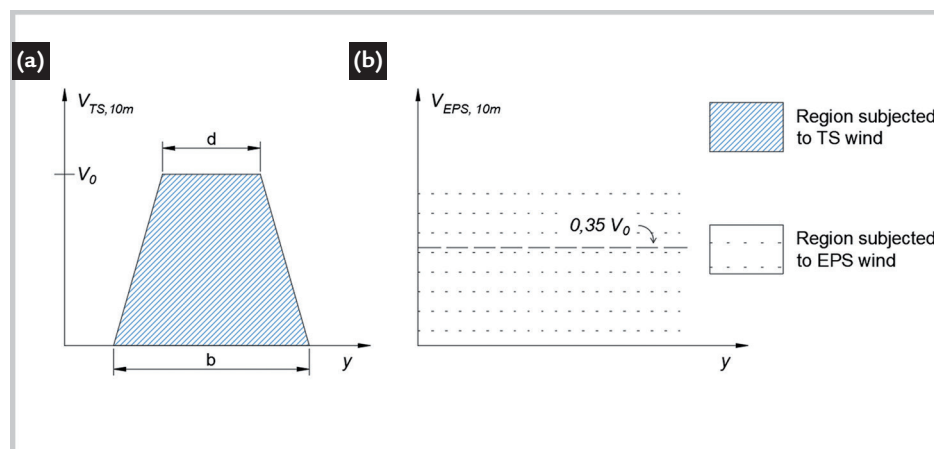 (a)
V_TS,10m
d
V_0
b
y
(b)
V_EPS, 10m
0,35 V_0
y
Region subjected
to TS wind
Region subjected
to EPS wind